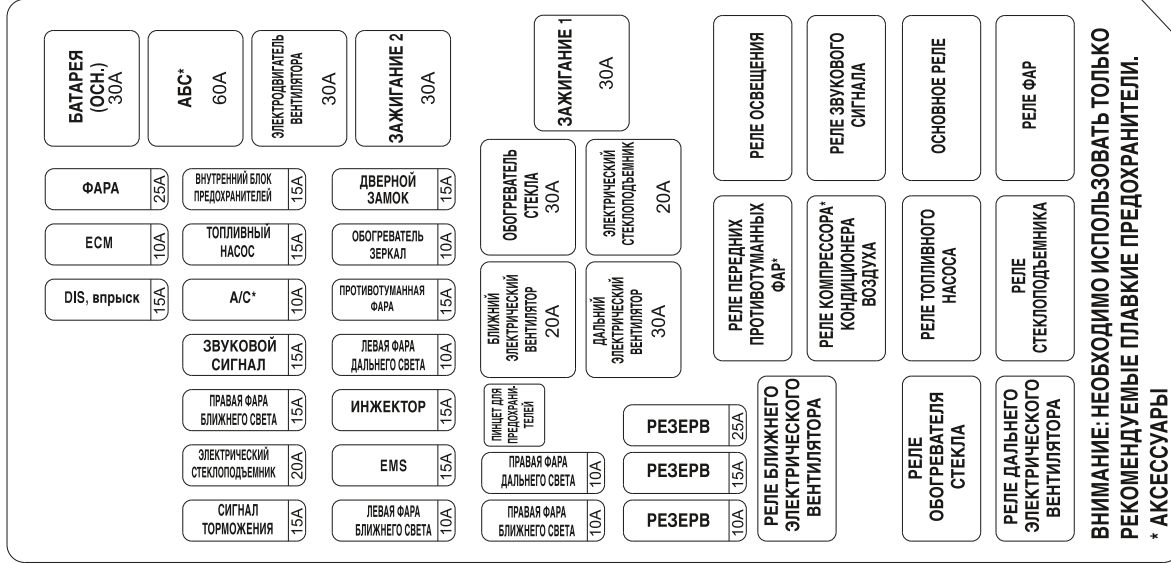 БАТАРЕЯ
(ОСН.)
30A
АБС*
60A
ЭЛЕКТРОДВИГАТЕЛЬ
ВЕНТИЛЯТОРА
30A
ЗАЖИГАНИЕ 2
30A
ФАРА
25A
ВНУТРЕННИЙ БЛОК
ПРЕДОХРАНИТЕЛЕЙ
15A
ДВЕРНОЙ
ЗАМОК
15A
ECM
10A
ТОПЛИВНЫЙ
НАСОС
15A
ОБОГРЕВАТЕЛЬ
ЗЕРКАЛ
10A
DIS, впрыск
15A
A/C*
10A
ПРОТИВОТУМАННАЯ
ФАРА
15A
ЗВУКОВОЙ
СИГНАЛ
15A
ЛЕВАЯ ФАРА
ДАЛЬНЕГО СВЕТА
10A
ПРАВАЯ ФАРА
БЛИЖНЕГО СВЕТА
15A
ИНЖЕКТОР
15A
ЭЛЕКТРИЧЕСКИЙ
СТЕКЛОПОДЪЕМНИК
20A
EMS
15A
СИГНАЛ
ТОРМОЖЕНИЯ
15A
ЛЕВАЯ ФАРА
БЛИЖНЕГО СВЕТА
10A
ЗАЖИГАНИЕ 1
30A
ОБОГРЕВАТЕЛЬ
СТЕКЛА
30A
ЭЛЕКТРИЧЕСКИЙ
СТЕКЛОПОДЪЕМНИК
20A
БЛИЖНИЙ
ЭЛЕКТРИЧЕСКИЙ
ВЕНТИЛЯТОР
20A
ДАЛЬНИЙ
ЭЛЕКТРИЧЕСКИЙ
ВЕНТИЛЯТОР
30A
ПИНЦЕТ ДЛЯ
ПРЕДОХРАНИ-
ТЕЛЕЙ
РЕЗЕРВ
25A
ПРАВАЯ ФАРА
ДАЛЬНЕГО СВЕТА
10A
РЕЗЕРВ
15A
ПРАВАЯ ФАРА
БЛИЖНЕГО СВЕТА
10A
РЕЗЕРВ
10A
РЕЛЕ ОСВЕЩЕНИЯ
РЕЛЕ ЗВУКОВОГО
СИГНАЛА
ОСНОВНОЕ РЕЛЕ
РЕЛЕ ФАР
РЕЛЕ ПЕРЕДНИХ
ПРОТИВОТУМАННЫХ
ФАР*
РЕЛЕ КОМПРЕССОРА*
КОНДИЦИОНЕРА
ВОЗДУХА
РЕЛЕ ТОПЛИВНОГО
НАСОСА
РЕЛЕ
СТЕКЛОПОДЪЕМНИКА
РЕЛЕ БЛИЖНЕГО
ЭЛЕКТРИЧЕСКОГО
ВЕНТИЛЯТОРА
РЕЛЕ
ОБОГРЕВАТЕЛЯ
СТЕКЛА
РЕЛЕ ДАЛЬНЕГО
ЭЛЕКТРИЧЕСКОГО
ВЕНТИЛЯТОРА
ВНИМАНИЕ: НЕОБХОДИМО ИСПОЛЬЗОВАТЬ ТОЛЬКО
РЕКОМЕНДУЕМЫЕ ПЛАВКИЕ ПРЕДОХРАНИТЕЛИ.
* АКСЕССУАРЫ